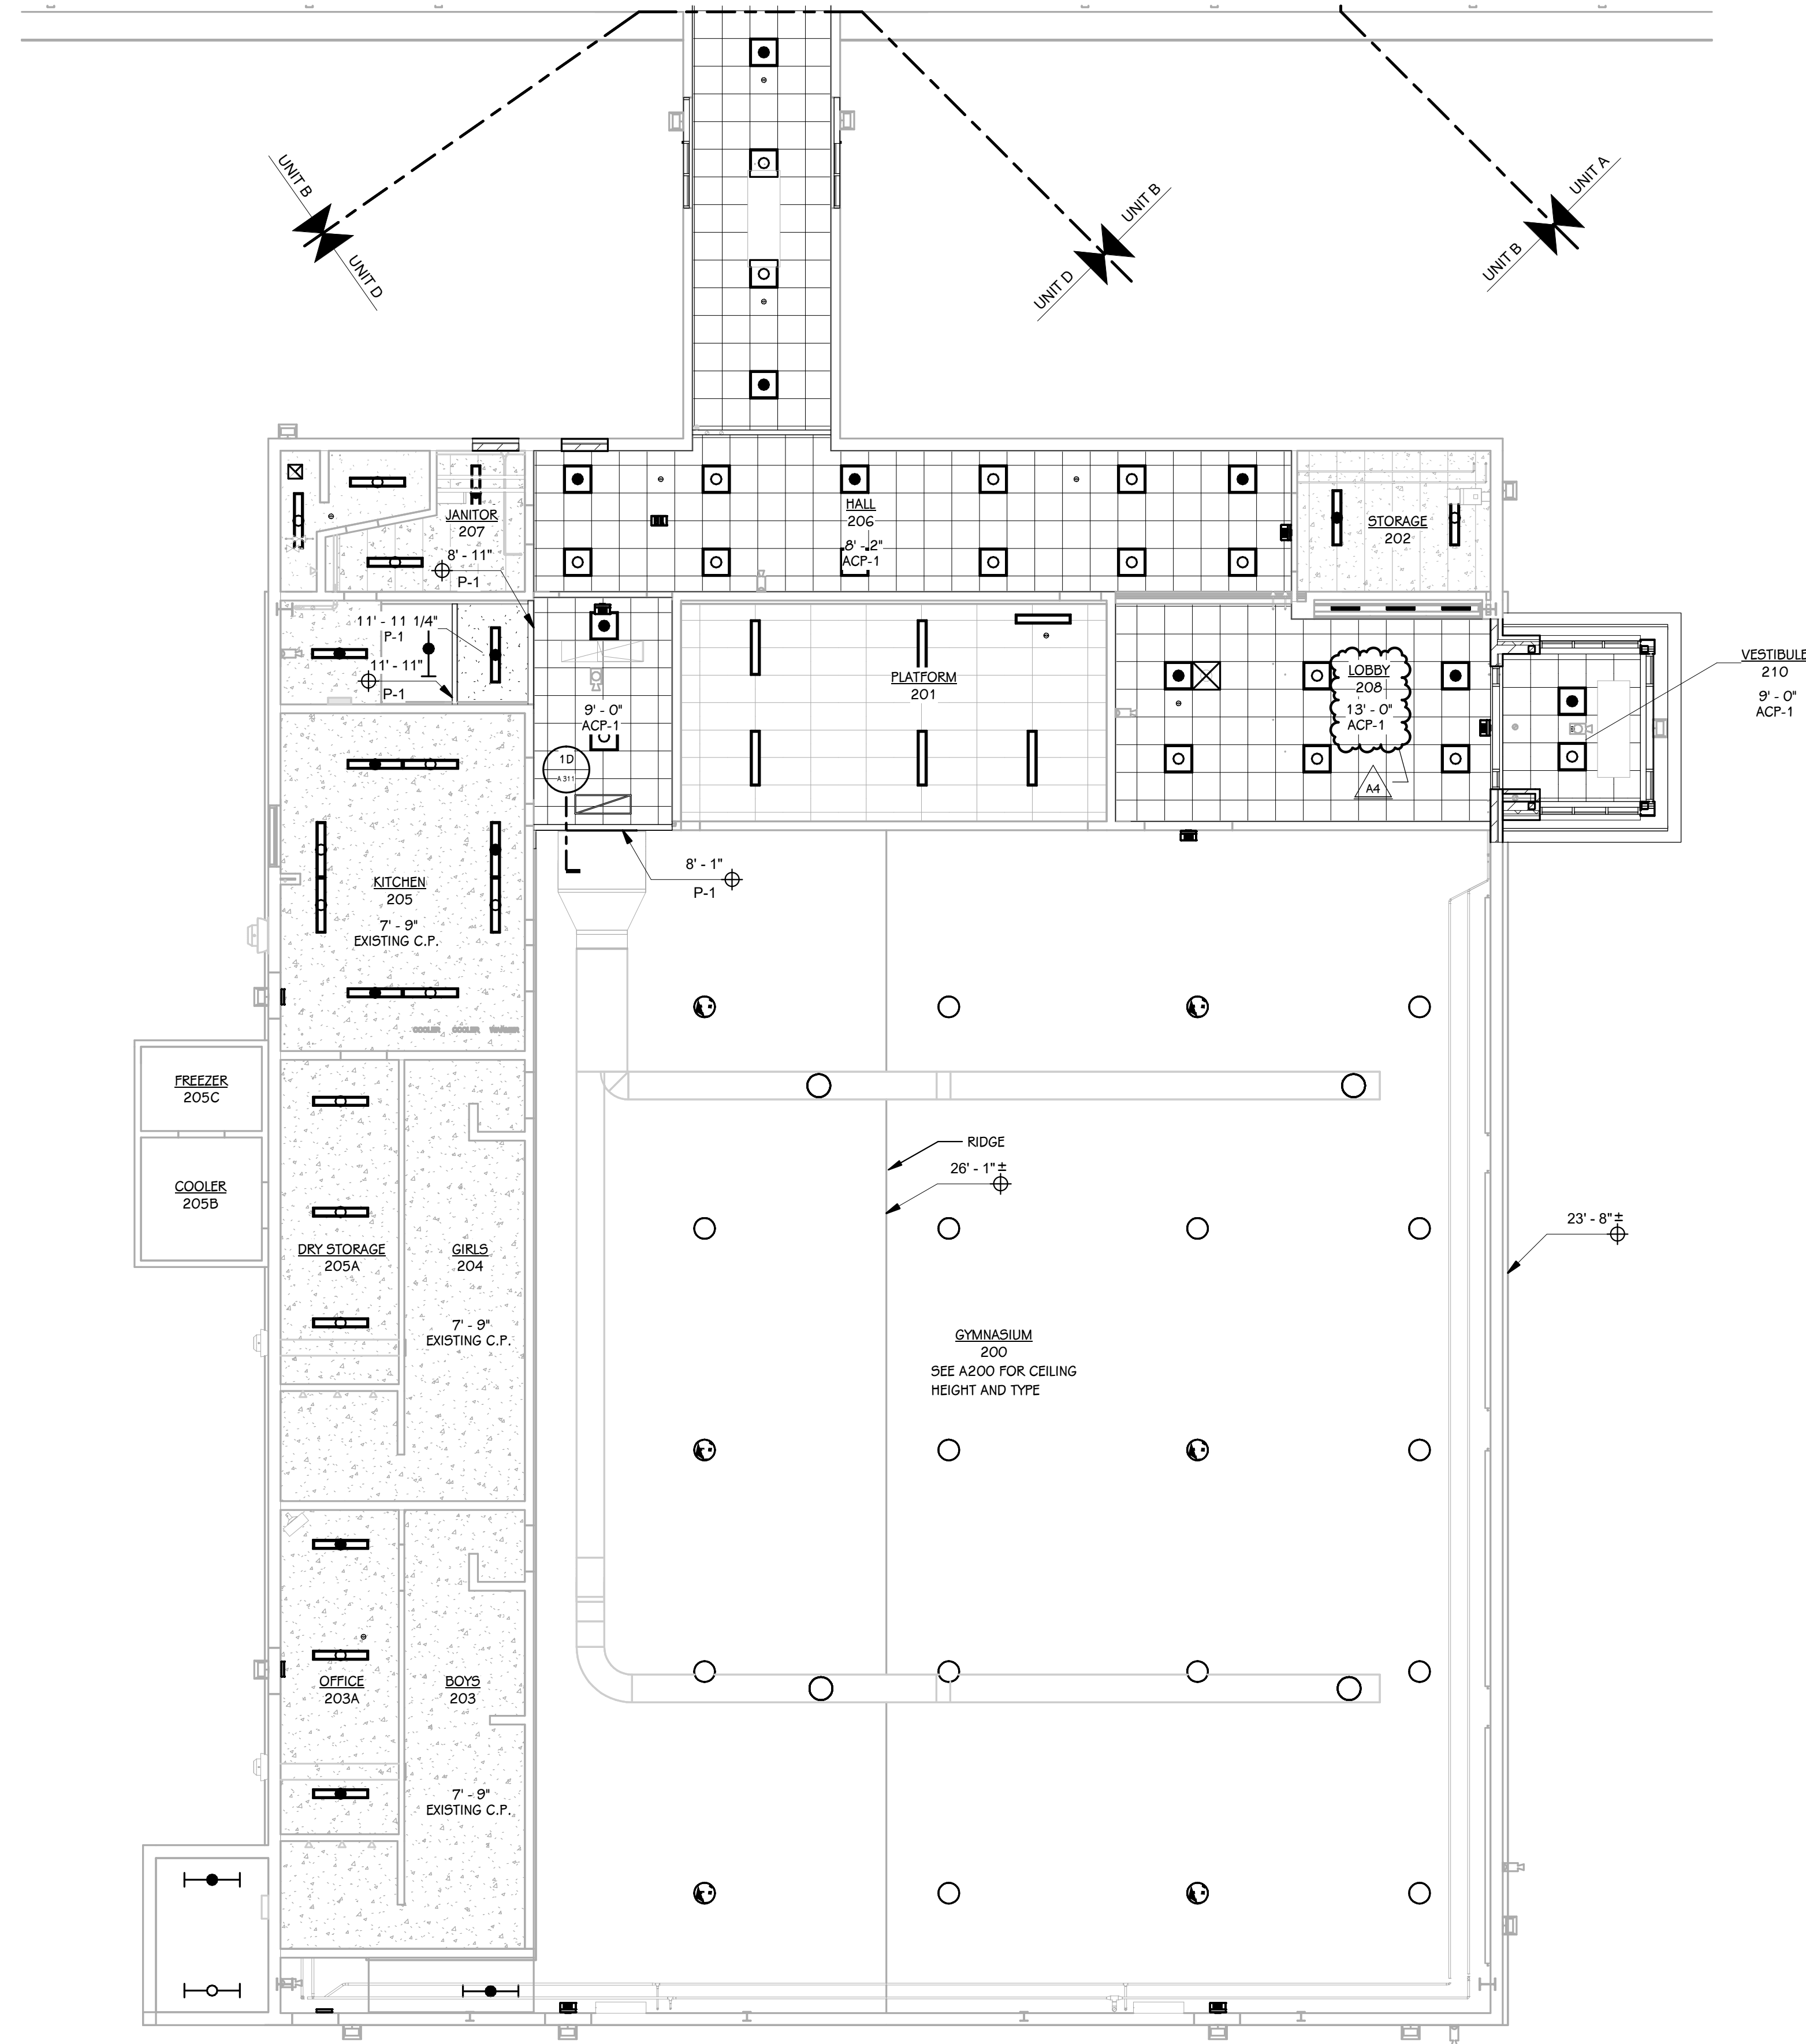 UNIT B
UNIT D
UNIT B
UNIT D
UNIT A
UNIT B
JANITOR
207
8' - 11"
P-1
HALL
206
8' - 2"
ACP-1
STORAGE
202
11' - 11 1/4"
P-1
11' - 11"
P-1
9' - 0"
ACP-1
1D
A311
PLATFORM
201
LOBBY
208
13' - 0"
ACP-1
A4
VESTIBULE
210
9' - 0"
ACP-1
8' - 1"
P-1
KITCHEN
205
7' - 9"
EXISTING C.P.
COOLER COOLER
FREEZER
205C
COOLER
205B
DRY STORAGE
205A
GIRLS
204
7' - 9"
EXISTING C.P.
RIDGE
26' - 1"±
23' - 8"±
GYMNASIUM
200
SEE A200 FOR CEILING
HEIGHT AND TYPE
OFFICE
203A
BOYS
203
7' - 9"
EXISTING C.P.